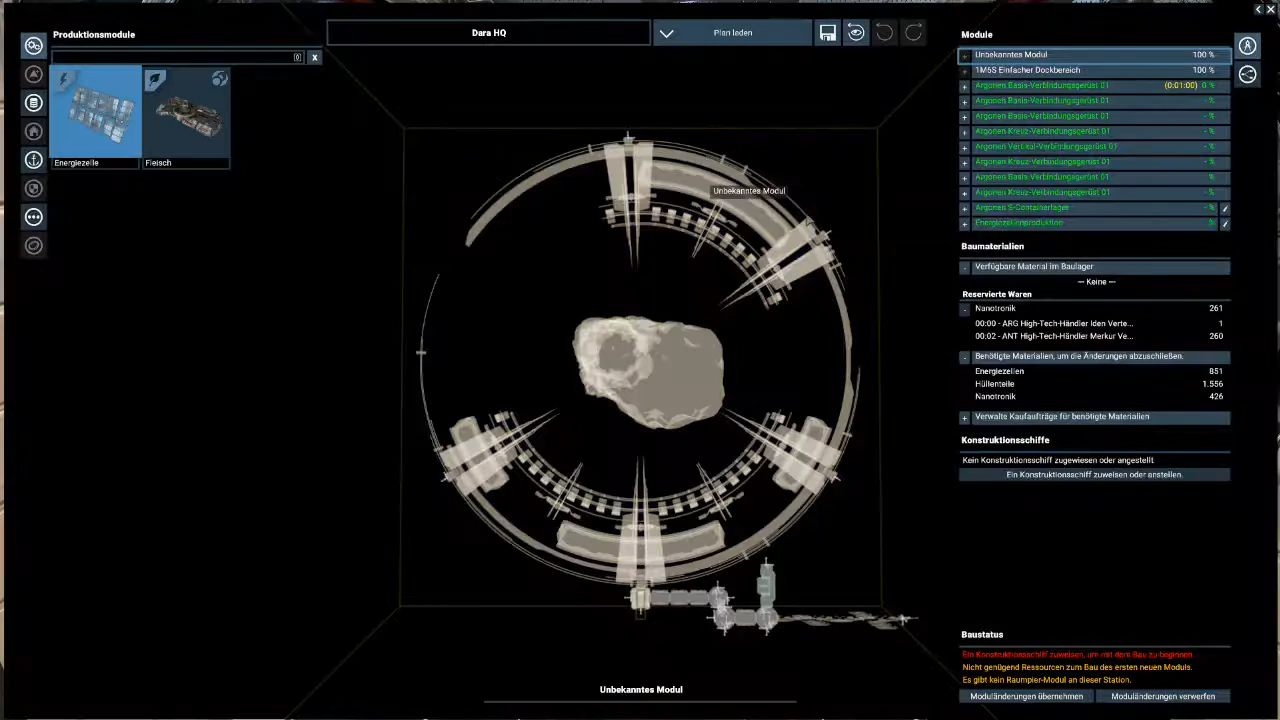 Dara HQ
Plan leden
Produktionsmodule
x
Energiezelle
Fleisch
Unbekanntes Modul
Unbekanntes Modul
Module
Unbekanntes Modul 100 %
1M6S Einfacher Dockbereich 100 %
Argonen Basis-Verbindungsgerüst 01 (0:01:00) 0 %
Argonen Basis-Verbindungsgerüst 01 - %
Argonen Basis-Verbindungsgerüst 01 - %
Argonen Kreuz-Verbindungsgerüst 01 - %
Argonen Vertikal-Verbindungsgerüst 01 - %
Argonen Kreuz-Verbindungsgerüst 01 - %
Argonen Basis-Verbindungsgerüst 01 - %
Argonen Kreuz-Verbindungsgerüst 01 - %
Argonen S-Containerlager - %
Energiezellenproduktion - %
Baumaterialien
Verfügbare Material im Baulager
-- Keine --
Reservierte Waren
Nanotronik 261
00:00 - ARG High-Tech-Händler Iden Verte... 1
00:02 - ANT High-Tech-Händler Merkur Ve... 260
Benötigte Materialien, um die Änderungen abzuschließen.
Energiezellen 851
Hüllenteile 1.556
Nanotronik 426
Verwalte Kaufaufträge für benötigte Materialien
Konstruktionsschiffe
Kein Konstruktionsschiff zugewiesen oder angestellt
Ein Konstruktionsschiff zuweisen oder anstellen.
Baustatus
Ein Konstruktionsschiff zuweisen, um mit dem Bau zu beginnen.
Nicht genügend Ressourcen zum Bau des ersten neuen Moduls.
Es gibt kein Raumpier-Modul an dieser Station.
Moduländerungen übernehmen
Moduländerungen verwerfen